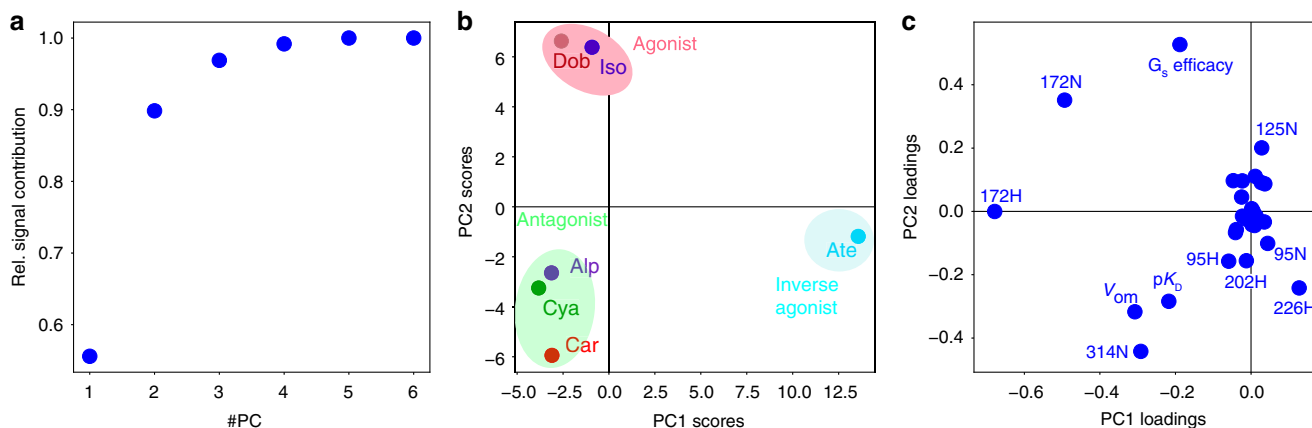 a
1.0
0.9
0.8
0.7
0.6
Rel. signal contribution
1
2
3
4
5
6
#PC
b
6
4
2
0
−2
−4
−6
PC2 scores
Agonist
Dob
Iso
Antagonist
Alp
Cya
Car
Ate
Inverse
agonist
−5.0
−2.5
0.0
2.5
5.0
7.5
10.0
12.5
PC1 scores
c
0.4
0.2
0.0
−0.2
−0.4
PC2 loadings
Gs efficacy
172N
125N
172H
95H
95N
202H
226H
Vom
pKD
314N
−0.6
−0.4
−0.2
0.0
PC1 loadings